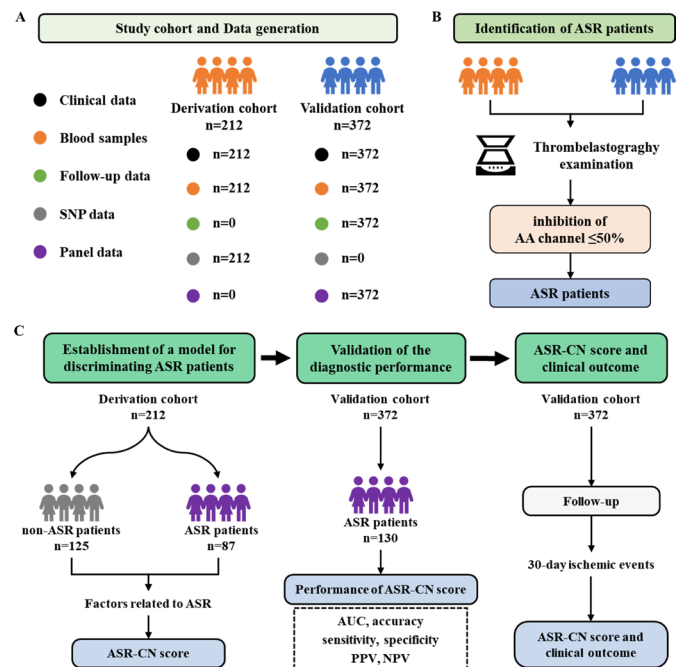 A
Study cohort and Data generation
Clinical data
Blood samples
Follow-up data
SNP data
Panel data
Derivation cohort
n=212
n=212
n=212
n=0
n=212
n=0
Validation cohort
n=372
n=372
n=372
n=372
n=0
n=372
B
Identification of ASR patients
Thrombelastograghy
examination
inhibition of
AA channel ≤50%
ASR patients
C
Establishment of a model for
discriminating ASR patients
Derivation cohort
n=212
non-ASR patients
n=125
ASR patients
n=87
Factors related to ASR
ASR-CN score
Validation of the
diagnostic performance
Validation cohort
n=372
ASR patients
n=130
Performance of ASR-CN score
AUC, accuracy
sensitivity, specificity
PPV, NPV
ASR-CN score and
clinical outcome
Validation cohort
n=372
Follow-up
30-day ischemic events
ASR-CN score and
clinical outcome